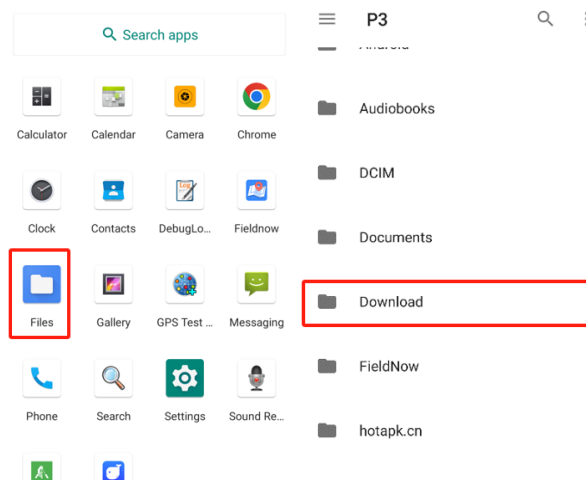 Search apps
Calculator
Calendar
Camera
Chrome
Clock
Contacts
DebugLo...
Fieldnow
Files
Gallery
GPS Test ...
Messaging
Phone
Search
Settings
Sound Re...
P3
Audiobooks
DCIM
Documents
Download
FieldNow
hotapk.cn